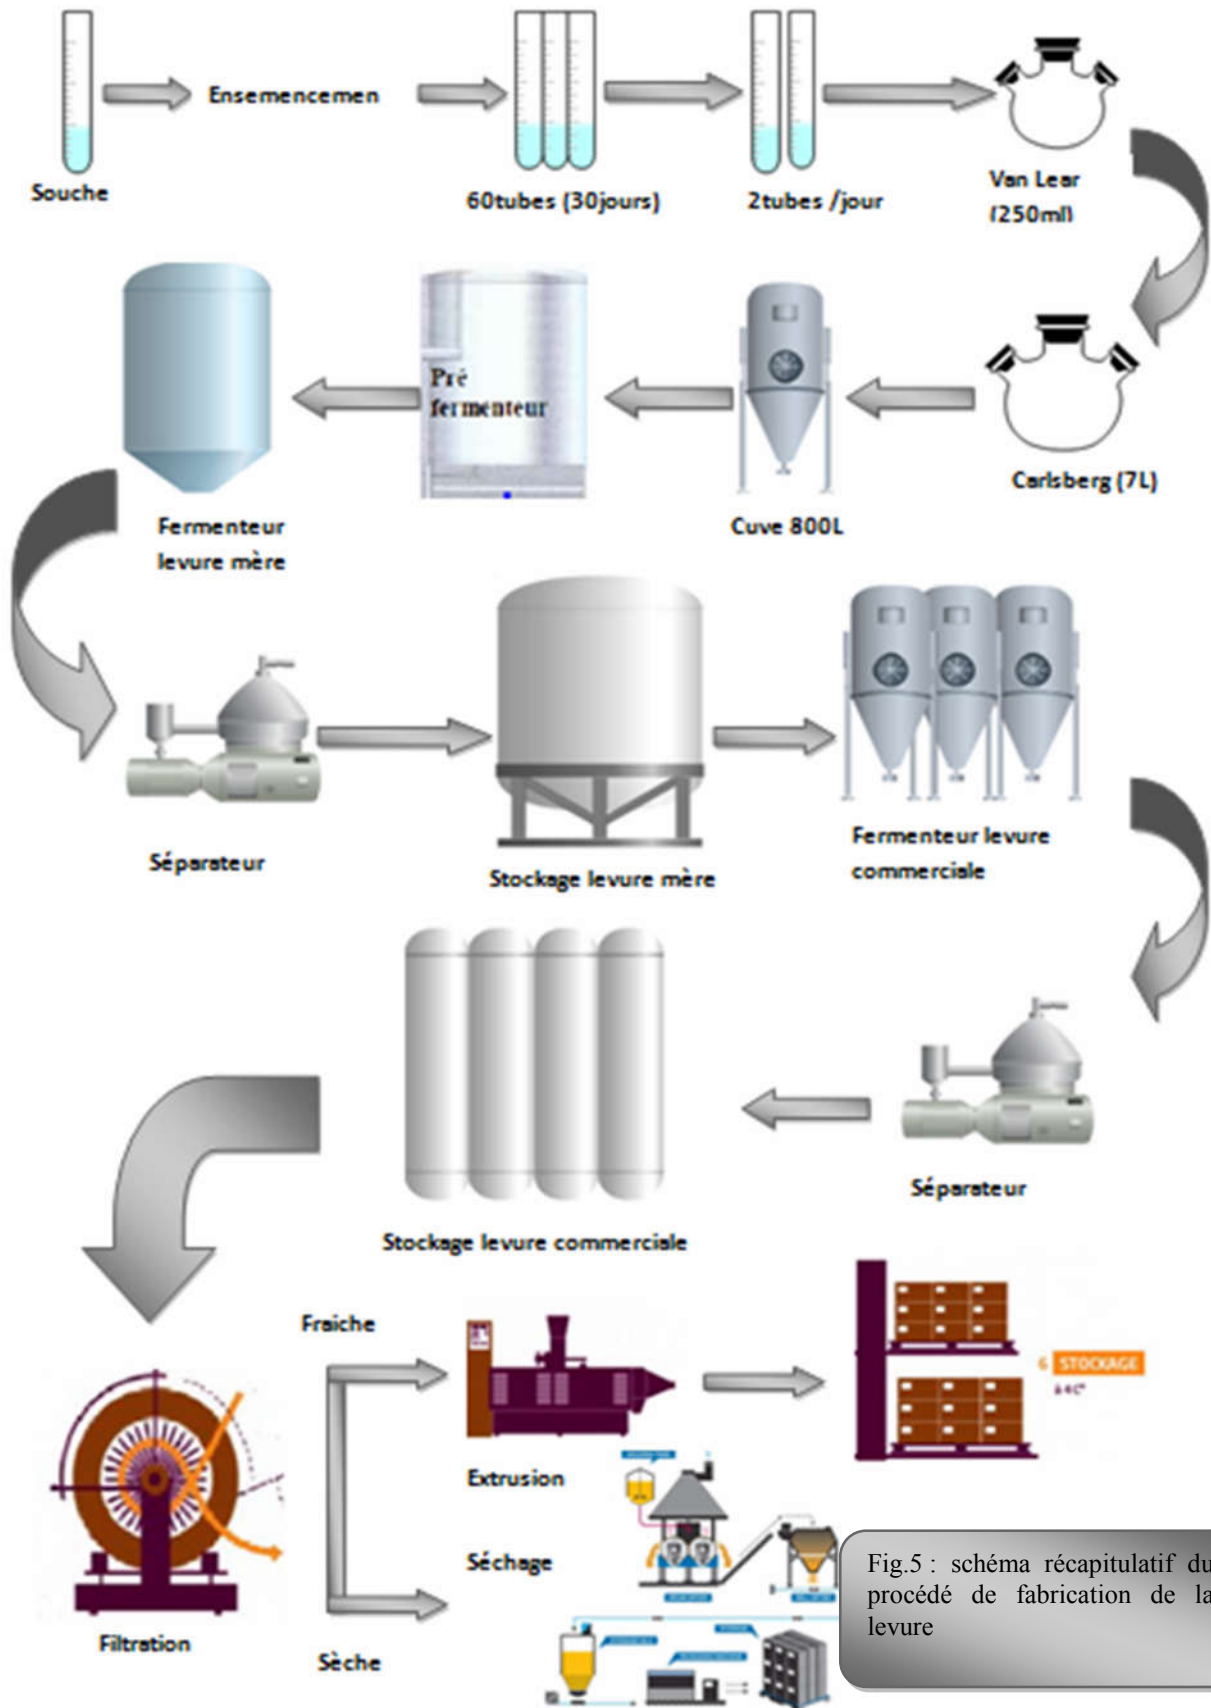 Souche
Ensemencemen
60tubes (30jours)
2tubes /jour
Van Lear
(250ml)
Pré
fermenteur
Carlsberg (7L)
Cuve 800L
Fermenteur
levure mère
Séparateur
Stockage levure mère
Fermenteur levure
commerciale
Séparateur
Stockage levure commerciale
Fraiche
6 STOCKAGE
à 4 C°
Extrusion
Séchage
Filtration
Sèche
Fig.5 : schéma récapitulatif du
procédé de fabrication de la
levure